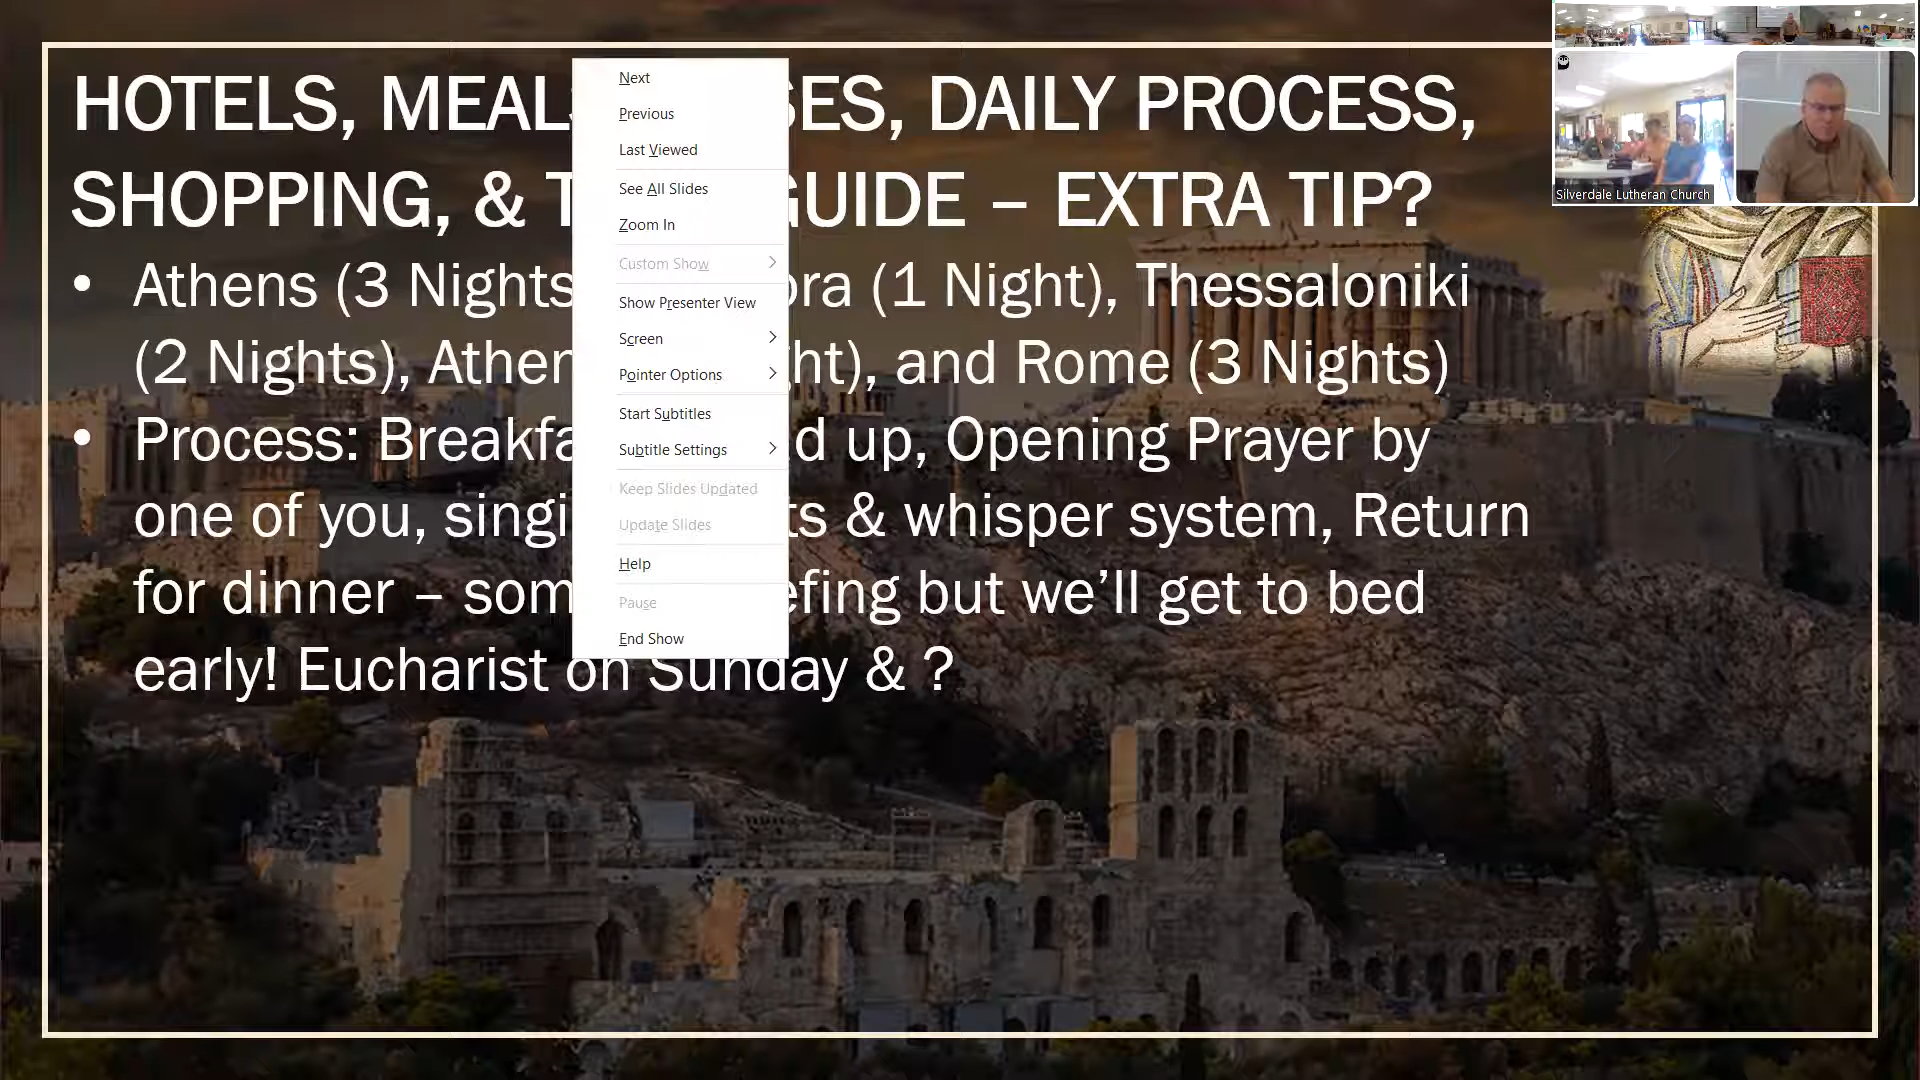 HOTELS, MEAL SES, DAILY PROCESS,
SHOPPING, & T GUIDE – EXTRA TIP?
• Athens (3 Nights ora (1 Night), Thessaloniki
(2 Nights), Athen ht), and Rome (3 Nights)
• Process: Breakfa d up, Opening Prayer by
one of you, singi ts & whisper system, Return
for dinner – som efing but we’ll get to bed
early! Eucharist on Sunday & ?
Next
Previous
Last Viewed
See All Slides
Zoom In
Custom Show
Show Presenter View
Screen
Pointer Options
Start Subtitles
Subtitle Settings
Keep Slides Updated
Update Slides
Help
Pause
End Show
Silverdale Lutheran Church